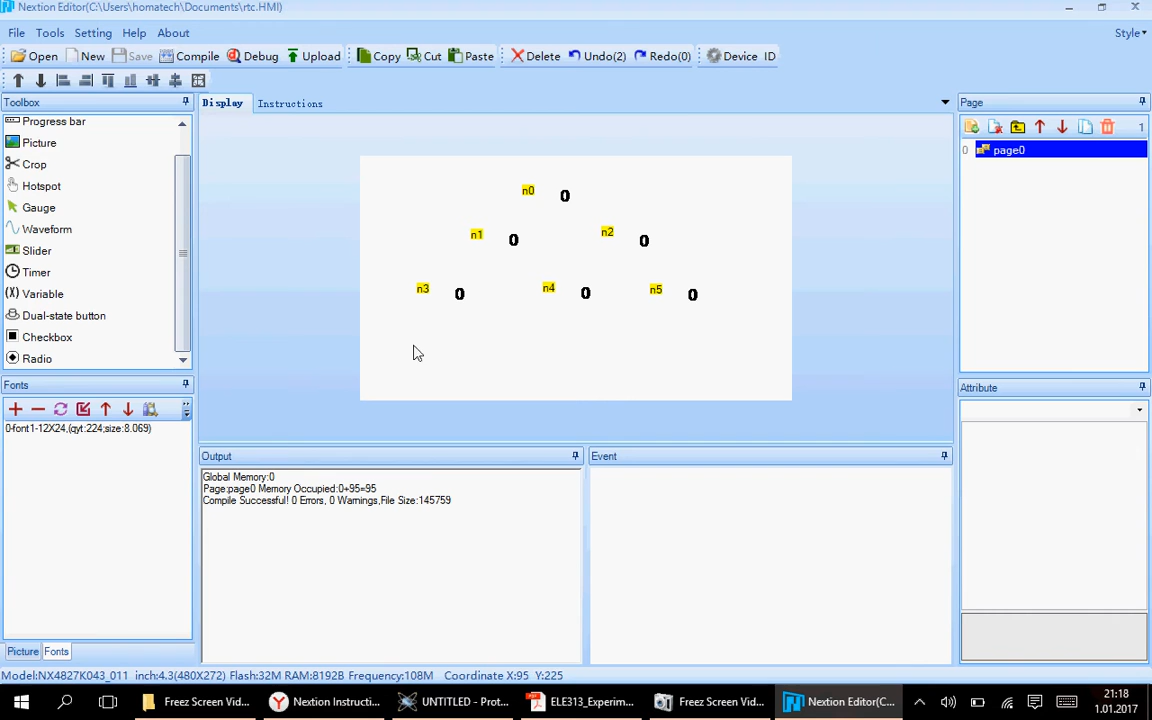 Nextion Editor(C:\Users\homatech\Documents\rtc.HMI)
File Tools Setting Help About Style
Open New Save Compile Debug Upload Copy Cut Paste Delete Undo(2) Redo(0) Device ID
Toolbox
Progress bar
Picture
Crop
Hotspot
Gauge
Waveform
Slider
Timer
(X) Variable
Dual-state button
Checkbox
Radio
Fonts
0-font1-12X24,(qyt:224;size:8.069)
Picture Fonts
Display Instructions
n0 0
n1 0 n2 0
n3 0 n4 0 n5 0
Output
Global Memory:0
Page:page0 Memory Occupied:0+95=95
Compile Successful! 0 Errors, 0 Warnings,File Size:145759
Event
Page
1
0 page0
Attribute
Model:NX4827K043_011 inch:4.3(480X272) Flash:32M RAM:8192B Frequency:108M Coordinate X:95 Y:225
Freez Screen Vid... Nextion Instructi... UNTITLED - Prot... ELE313_Experim... Freez Screen Vid... Nextion Editor(C...
21:18
1.01.2017